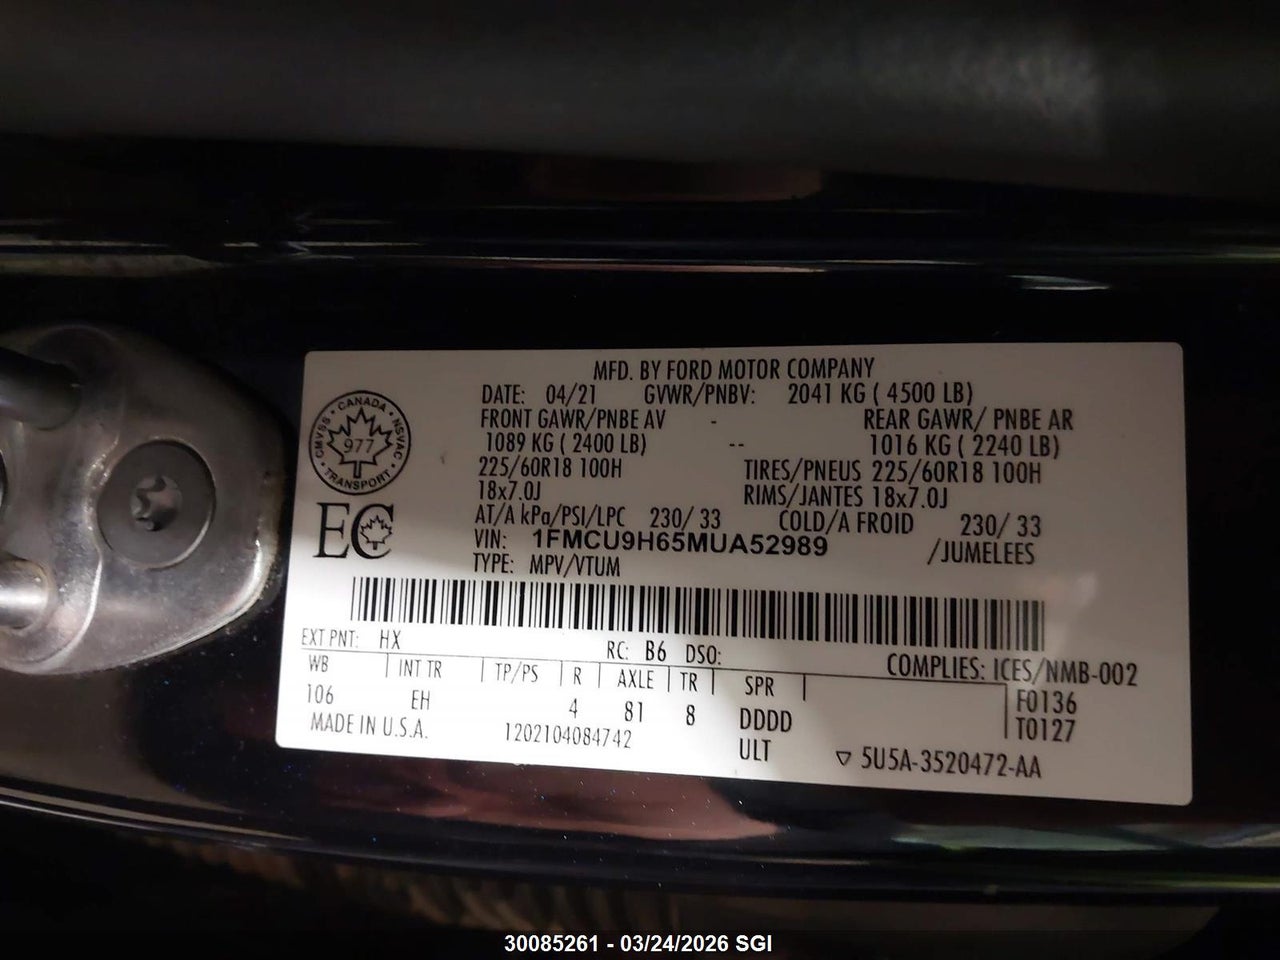 MFD. BY FORD MOTOR COMPANY
DATE: 04/21 GVWR/PNBV: 2041 KG ( 4500 LB)
FRONT GAWR/PNBE AV - REAR GAWR/ PNBE AR
1089 KG ( 2400 LB) -- 1016 KG ( 2240 LB)
225/60R18 100H TIRES/PNEUS 225/60R18 100H
18x7.0J RIMS/JANTES 18x7.0J
AT/A kPa/PSI/LPC 230/ 33 COLD/A FROID 230/ 33
VIN: 1FMCU9H65MUA52989 /JUMELEES
TYPE: MPV/VTUM
CANADA
CMVSS • NSVAC
977
TRANSPORT
EC
EXT PNT: HX RC: B6 DSO:
COMPLIES: ICES/NMB-002
WB INT TR TP/PS R AXLE TR SPR
106 EH 4 81 8 DDDD
F0136
T0127
MADE IN U.S.A. 1202104084742 ULT ▽ 5U5A-3520472-AA
30085261 - 03/24/2026 SGI